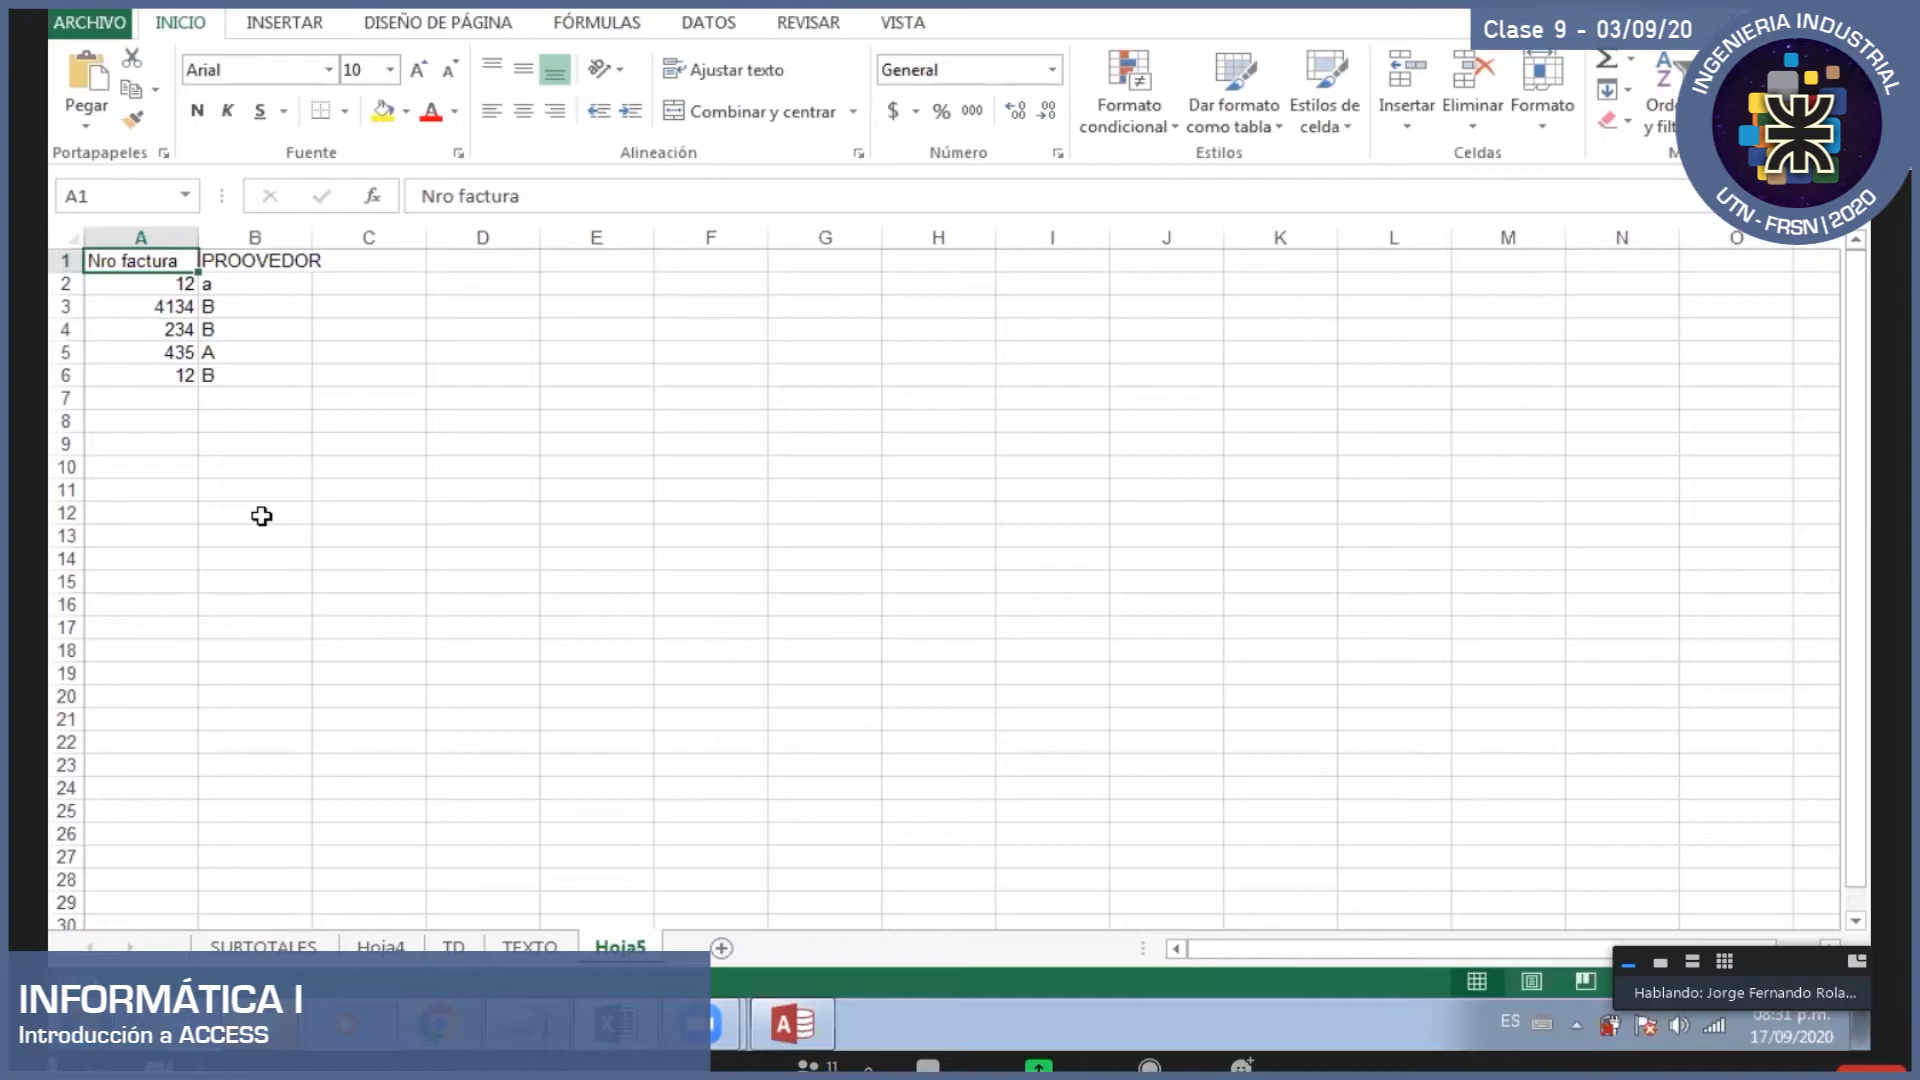 ARCHIVO INICIO INSERTAR DISEÑO DE PÁGINA FÓRMULAS DATOS REVISAR VISTA
Clase 9 - 03/09/20
INGENIERIA INDUSTRIAL
UTN - FRSN | 2020
Pegar
Arial 10
Ajustar texto
General
N K S
Combinar y centrar
$ % 000
Formato condicional
Dar formato como tabla
Estilos de celda
Insertar Eliminar Formato
Portapapeles Fuente Alineación Número Estilos Celdas
A1 fx Nro factura
A B C D E F G H I J K L M N O
1 Nro factura PROOVEDOR
2 12 a
3 4134 B
4 234 B
5 435 A
6 12 B
7
8
9
10
11
12
13
14
15
16
17
18
19
20
21
22
23
24
25
26
27
28
29
30
SUBTOTALES Hoja4 TD TEXTO Hoja5
Hablando: Jorge Fernando Rola...
INFORMÁTICA I
Introducción a ACCESS
ES
08:31 p.m.
17/09/2020
11